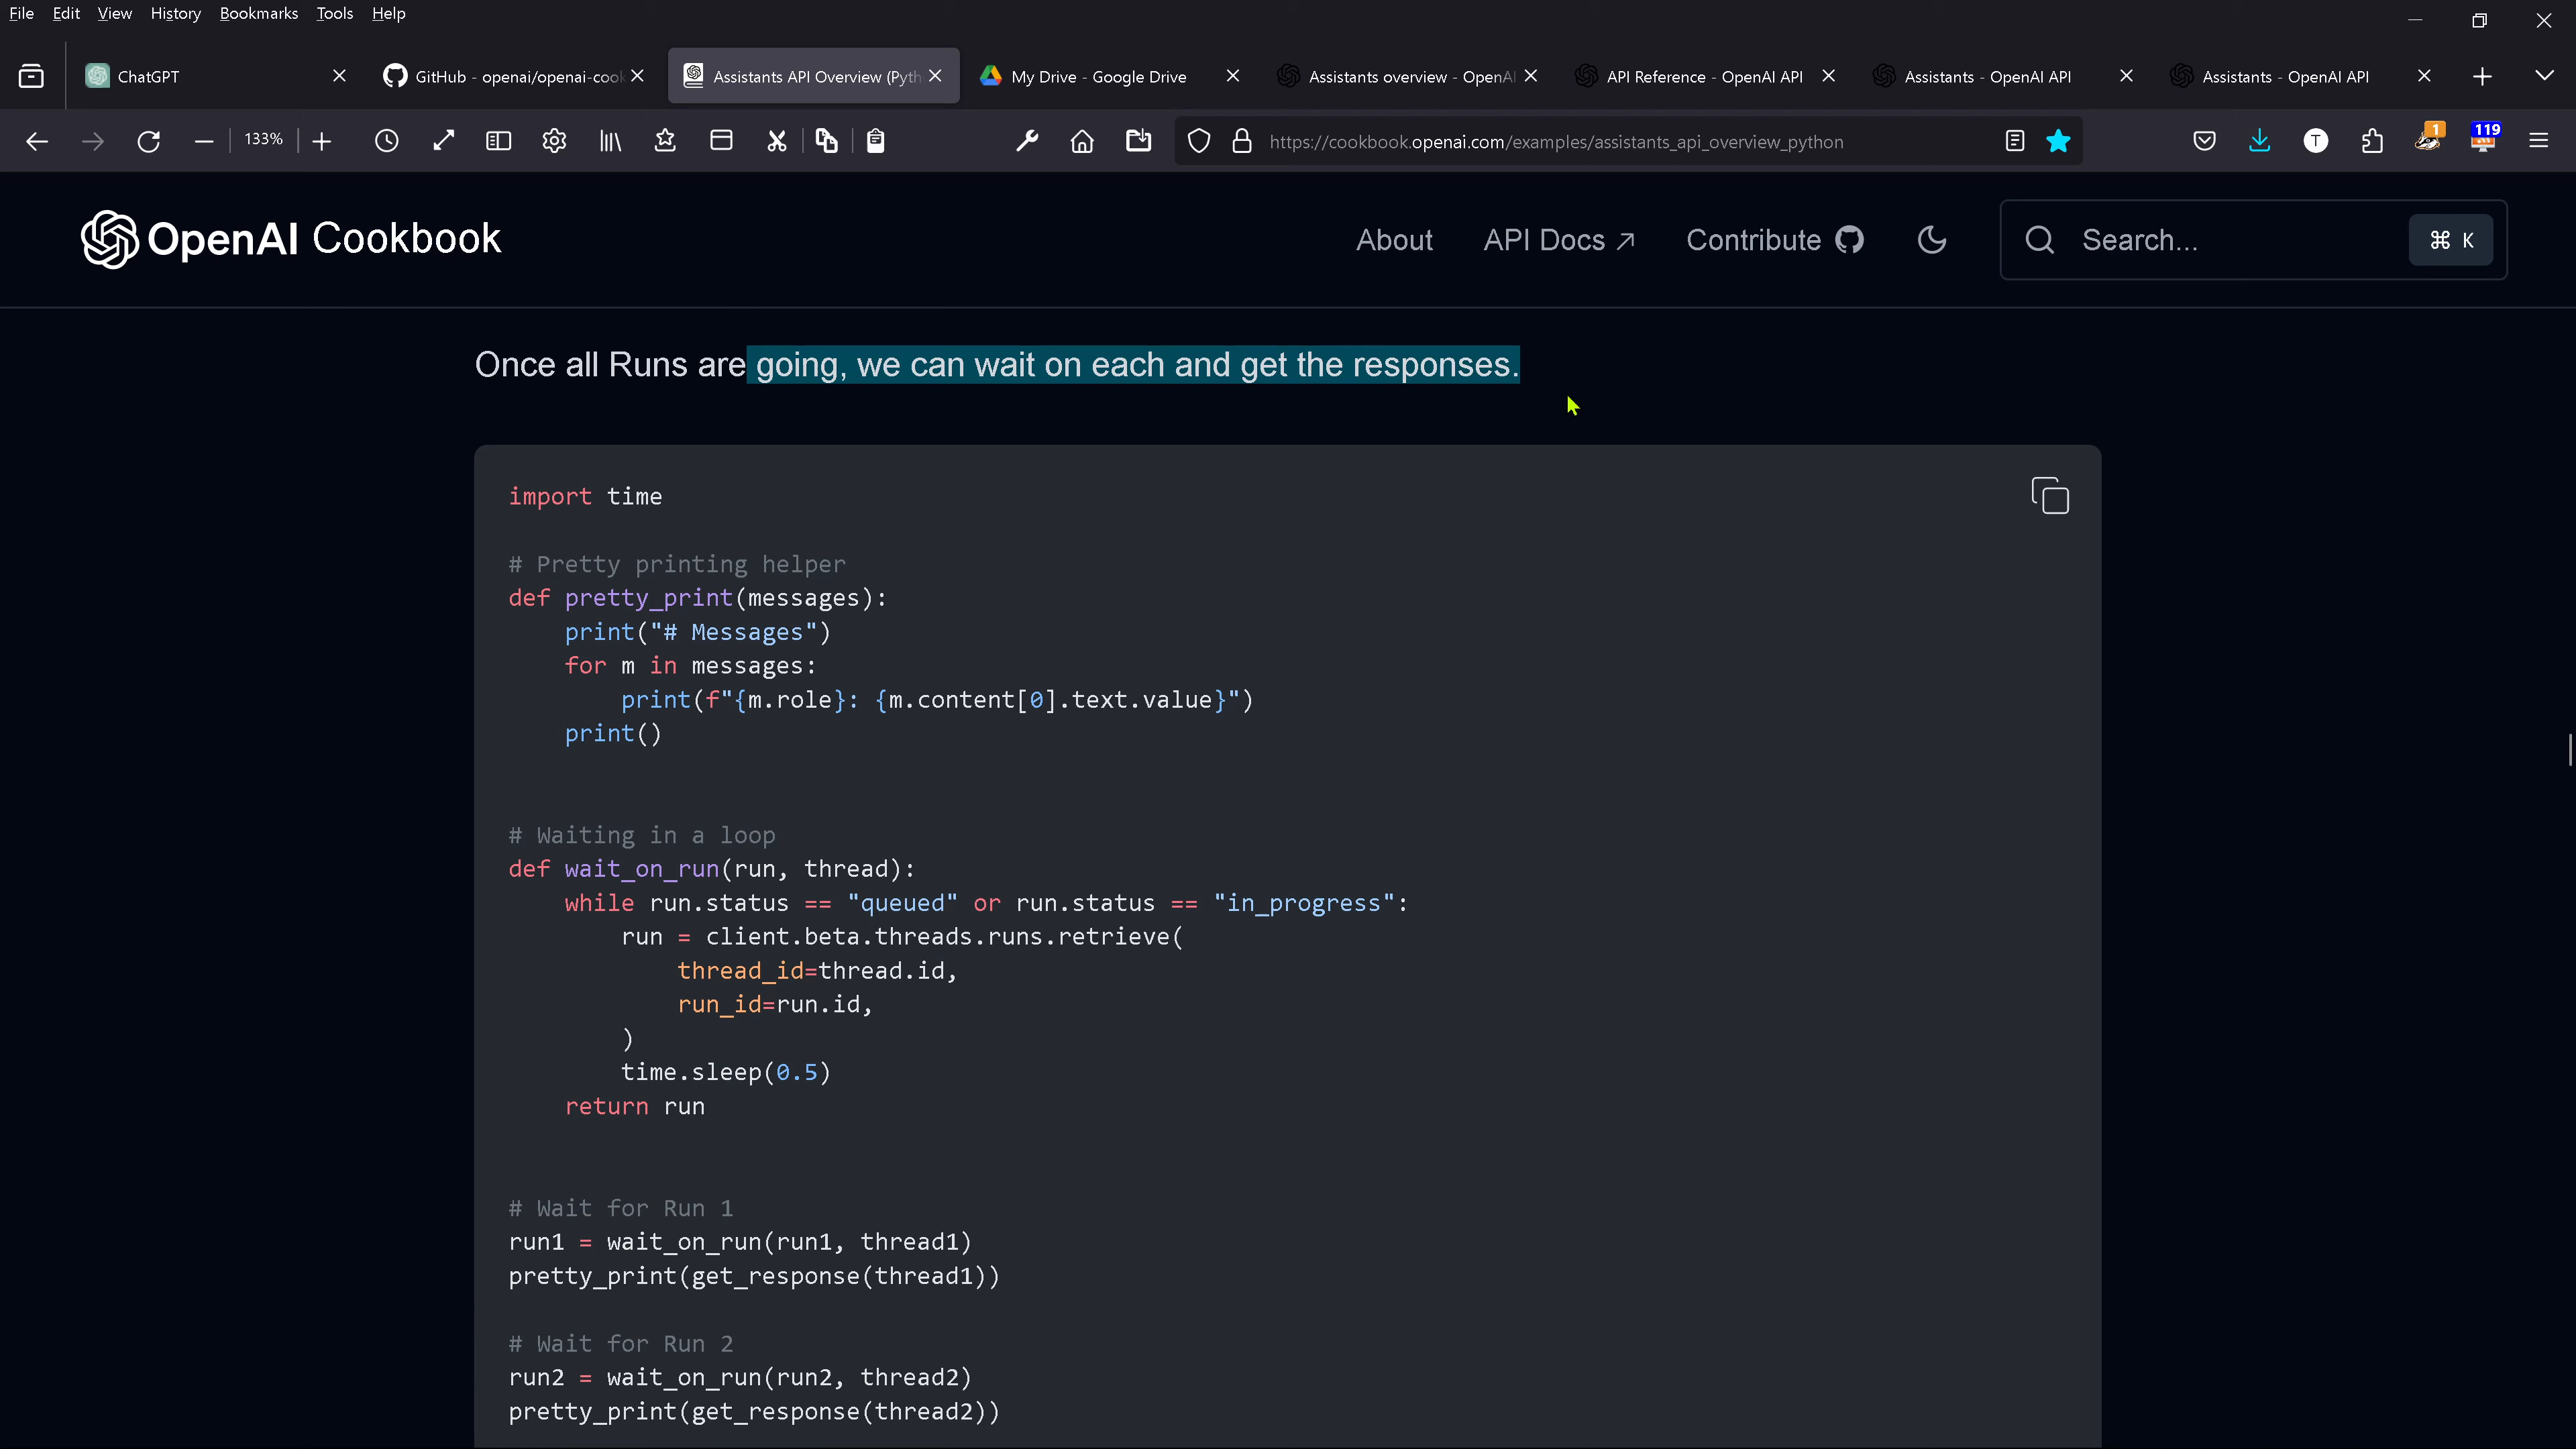 File Edit View History Bookmarks Tools Help
ChatGPT
GitHub - openai/openai-cook
Assistants API Overview (Pyth
My Drive - Google Drive
Assistants overview - OpenAI
API Reference - OpenAI API
Assistants - OpenAI API
Assistants - OpenAI API
133%
https://cookbook.openai.com/examples/assistants_api_overview_python
T
1
119
OpenAI Cookbook
About
API Docs ↗
Contribute
Search...
⌘ K
Once all Runs are going, we can wait on each and get the responses.
import time
# Pretty printing helper
def pretty_print(messages):
    print("# Messages")
    for m in messages:
        print(f"{m.role}: {m.content[0].text.value}")
    print()
# Waiting in a loop
def wait_on_run(run, thread):
    while run.status == "queued" or run.status == "in_progress":
        run = client.beta.threads.runs.retrieve(
            thread_id=thread.id,
            run_id=run.id,
        )
        time.sleep(0.5)
    return run
# Wait for Run 1
run1 = wait_on_run(run1, thread1)
pretty_print(get_response(thread1))
# Wait for Run 2
run2 = wait_on_run(run2, thread2)
pretty_print(get_response(thread2))